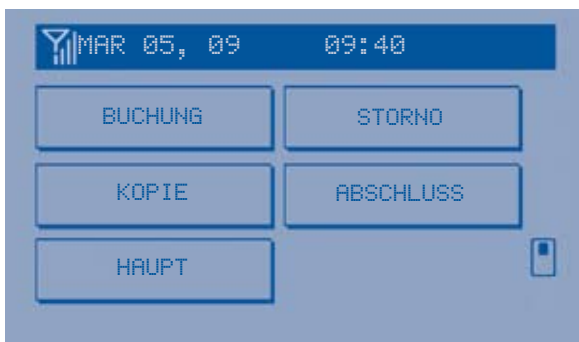 MAR 05, 09 09:40
BUCHUNG STORNO
KOPIE ABSCHLUSS
HAUPT